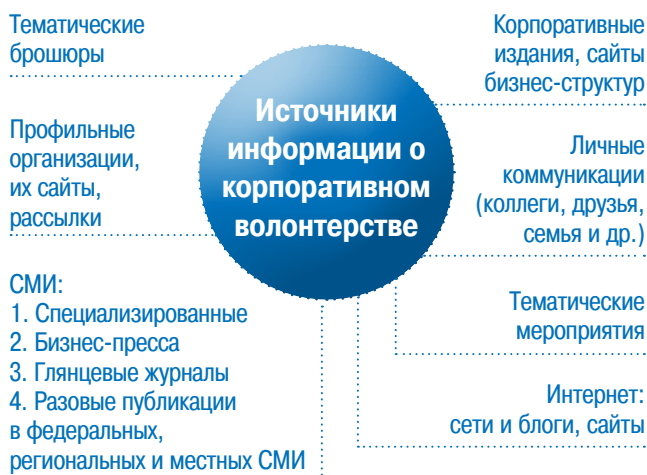 Тематические
брошюры
Профильные
организации,
их сайты,
рассылки
СМИ:
1. Специализированные
2. Бизнес-пресса
3. Глянцевые журналы
4. Разовые публикации
в федеральных,
региональных и местных СМИ
Источники
информации о
корпоративном
волонтерстве
Корпоративные
издания, сайты
бизнес-структур
Личные
коммуникации
(коллеги, друзья,
семья и др.)
Тематические
мероприятия
Интернет:
сети и блоги, сайты